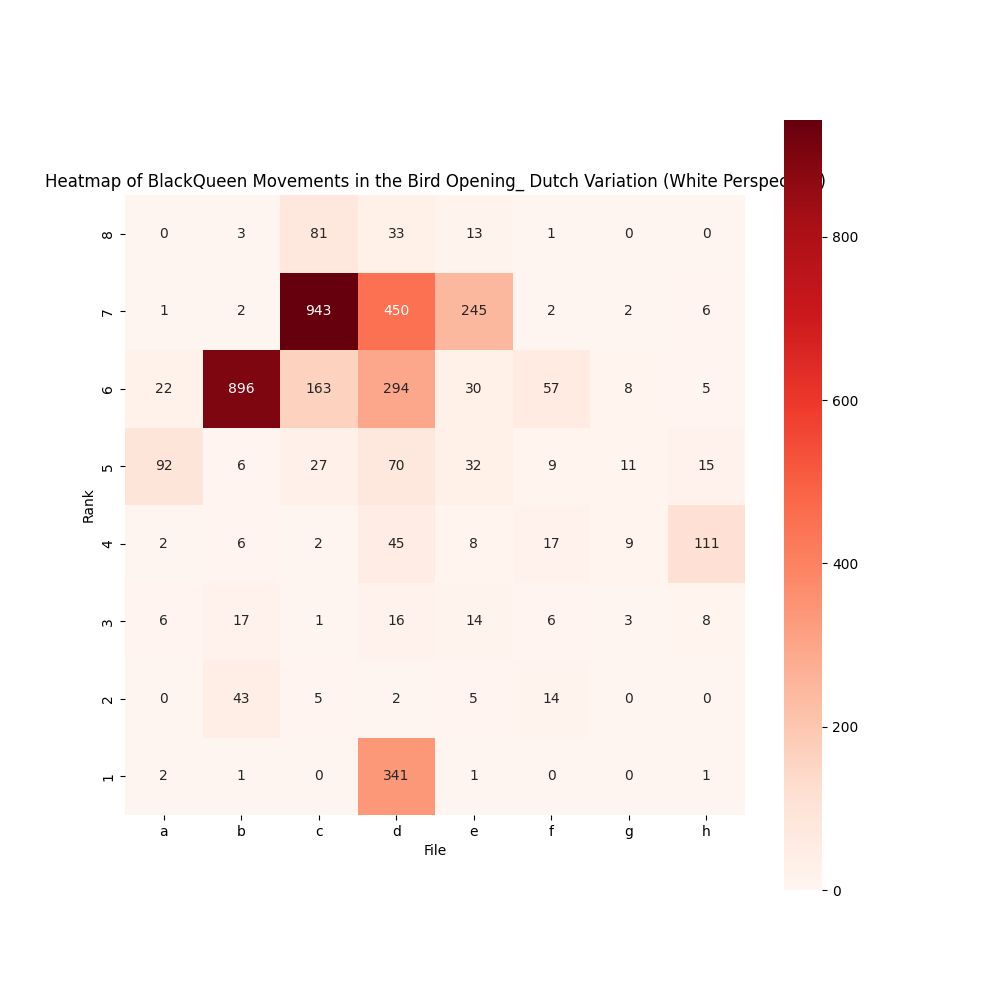 Heatmap of BlackQueen Movements in the Bird Opening_ Dutch Variation (White )
8 0 3 81 33 13 1 0 0
7 1 2 943 450 245 2 2 6
6 22 896 163 294 30 57 8 5
5 92 6 27 70 32 9 11 15
4 2 6 2 45 8 17 9 111
3 6 17 1 16 14 6 3 8
2 0 43 5 2 5 14 0 0
1 2 1 0 341 1 0 0 1
a b c d e f g h
File
Rank
800
600
400
200
0